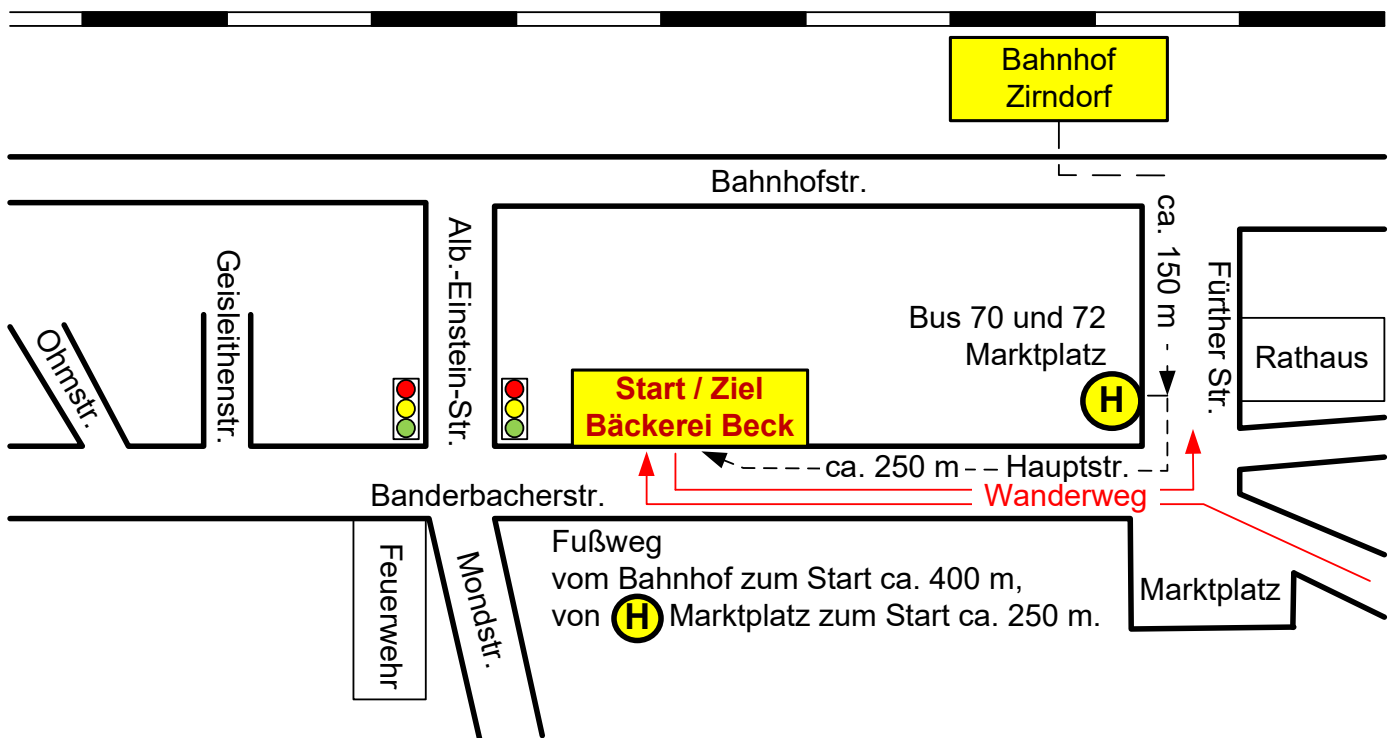 Bahnhof
Zirndorf
Bahnhofstr.
ca. 150 m
Alb.-Einstein-Str.
Geisleithenstr.
Ohmstr.
Fürther Str.
Bus 70 und 72
Marktplatz
H
Rathaus
Start / Ziel
Bäckerei Beck
ca. 250 m
Hauptstr.
Banderbacherstr.
Wanderweg
Feuerwehr
Mondstr.
Fußweg
vom Bahnhof zum Start ca. 400 m,
von H Marktplatz zum Start ca. 250 m.
Marktplatz